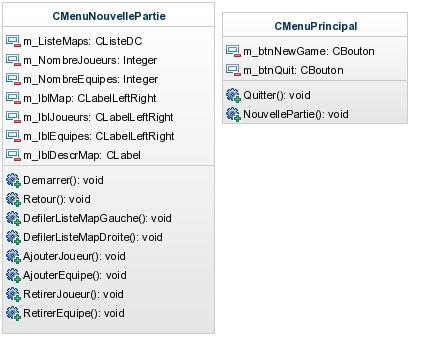 CMenuNouvellePartie
m_ListeMaps: CListeDC
m_NombreJoueurs: Integer
m_NombreEquipes: Integer
m_lblMap: CLabelLeftRight
m_lblJoueurs: CLabelLeftRight
m_lblEquipes: CLabelLeftRight
m_lblDescrMap: CLabel
Demarrer(): void
Retour(): void
DefilerListeMapGauche(): void
DefilerListeMapDroite(): void
AjouterJoueur(): void
AjouterEquipe(): void
RetirerJoueur(): void
RetirerEquipe(): void
CMenuPrincipal
m_btnNewGame: CBouton
m_btnQuit: CBouton
Quitter(): void
NouvellePartie(): void